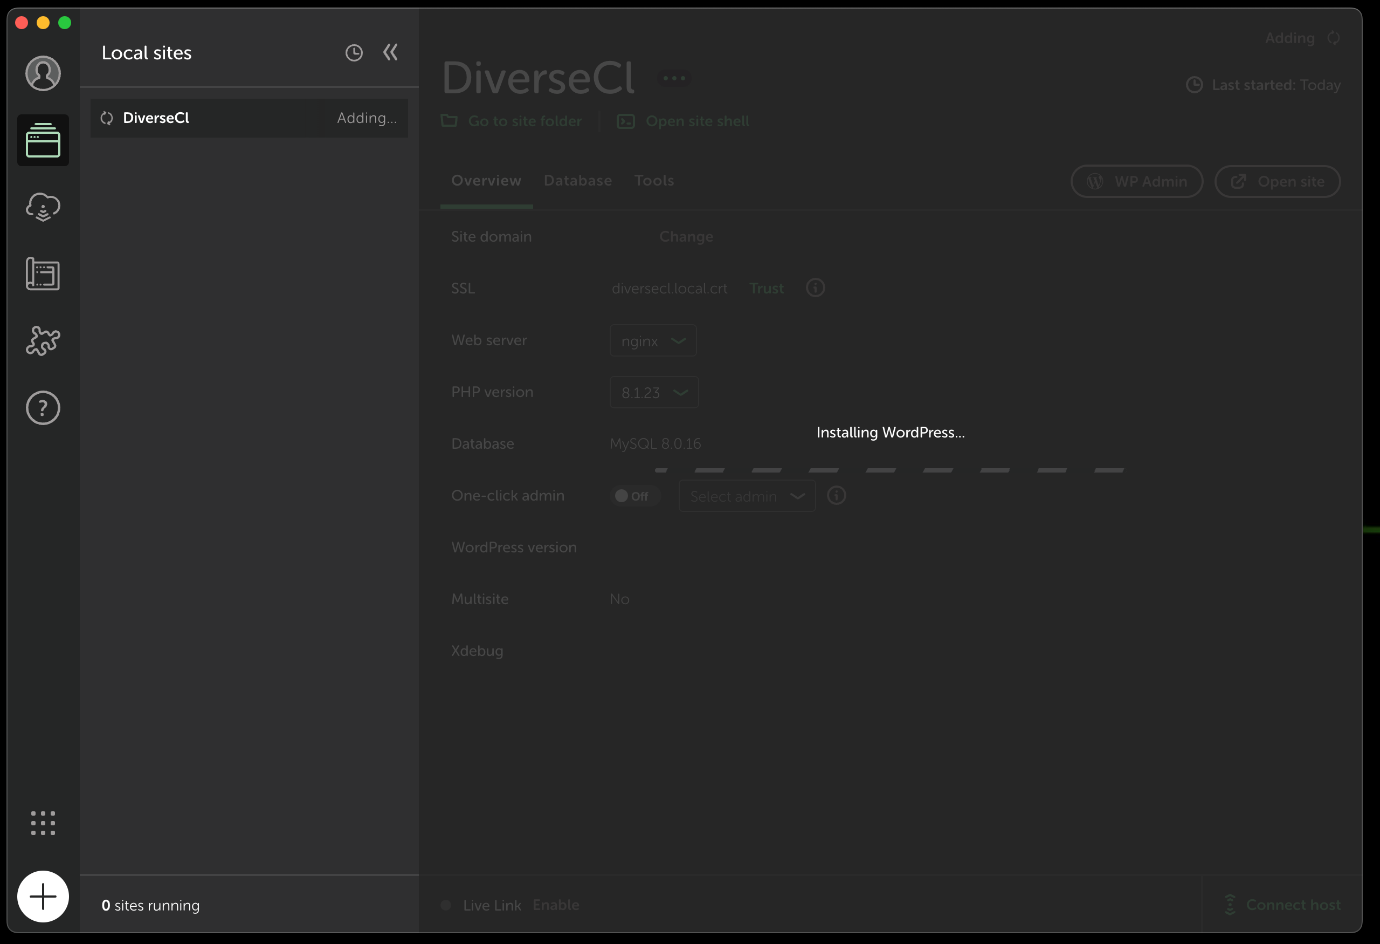 Local sites
DiverseCl
Adding...
0 sites running
Adding
DiverseCl
Last started: Today
Go to site folder
Open site shell
Overview
Database
Tools
WP Admin
Open site
Site domain
Change
SSL
diversecl.local.crt
Trust
Web server
nginx
PHP version
8.1.23
Installing WordPress...
Database
MySQL 8.0.16
One-click admin
Off
Select admin
WordPress version
Multisite
No
Xdebug
Live Link
Enable
Connect host